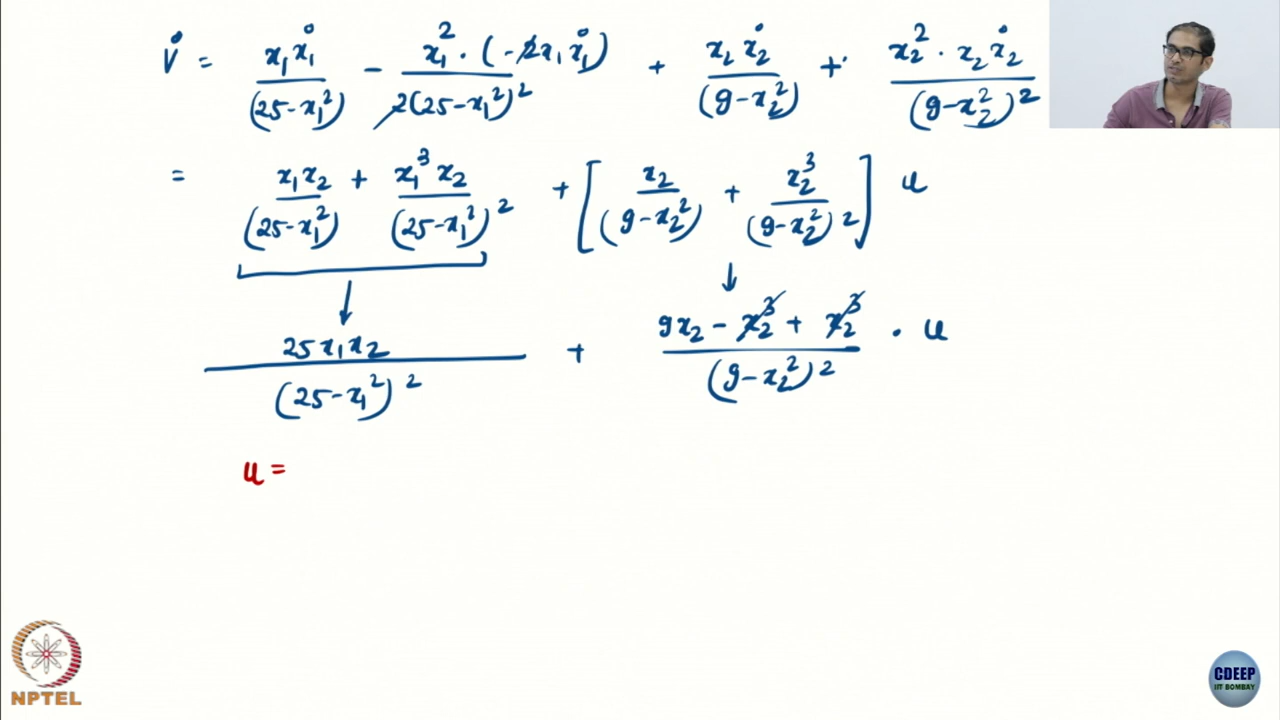 V̇ = x₁ẋ₁/(25-x₁²) - x₁²·(-2x₁ẋ₁)/2(25-x₁²)² + x₂ẋ₂/(9-x₂²) + x₂²·x₂ẋ₂/(9-x₂²)²
= x₁x₂/(25-x₁²) + x₁³x₂/(25-x₁²)² + [x₂/(9-x₂²) + x₂³/(9-x₂²)²] u
25x₁x₂/(25-x₁²)² + 9x₂ - x₂³ + x₂³/(9-x₂²)² · u
u =
NPTEL
CDEEP
IIT BOMBAY